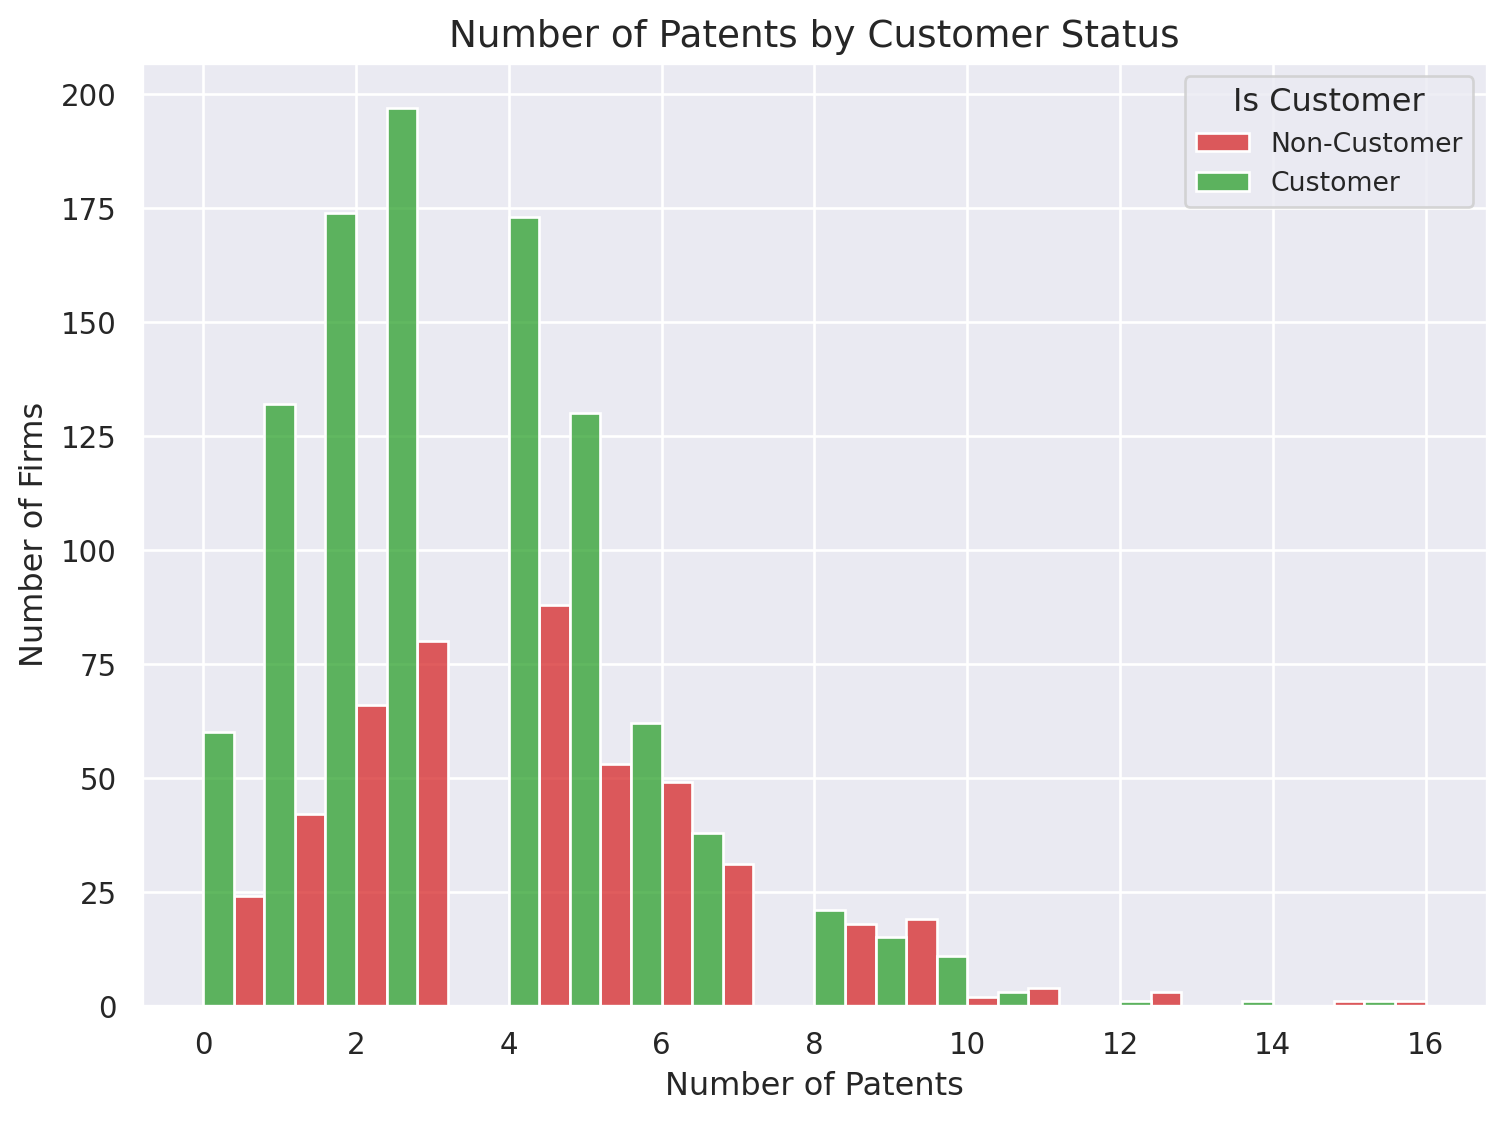 Number of Patents by Customer Status
Is Customer
Non-Customer
Customer
Number of Firms
200
175
150
125
100
75
50
25
0
0 2 4 6 8 10 12 14 16
Number of Patents